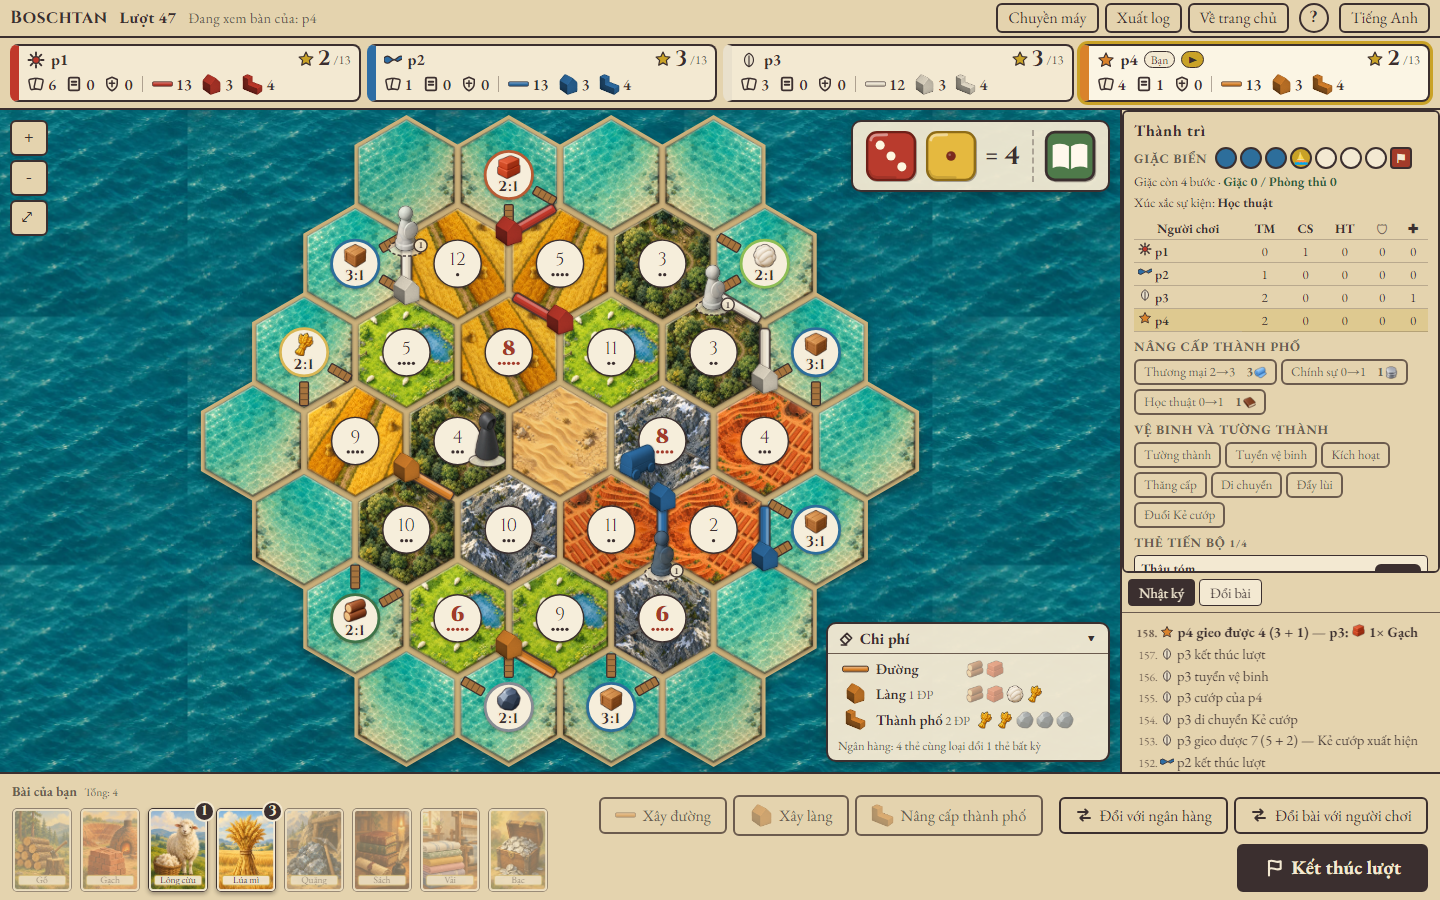 BOSCHTAN Lượt 47 Đang xem bàn của: p4 Chuyền máy Xuất log Về trang chủ ? Tiếng Anh
p1 2 /13
6 0 0 13 3 4
p2 3 /13
1 0 0 13 3 4
p3 3 /13
3 0 0 12 3 4
p4 Bạn 2 /13
4 1 0 13 3 4
+
-
= 4
2:1
3:1 12 5 3 2:1
1
1
2:1 5 8 11 3 3:1
9 4 8 4
10 10 11 2 3:1
1
2:1 6 9 6
2:1 3:1
Chi phí
Đường
Làng 1 ĐP
Thành phố 2 ĐP
Ngân hàng: 4 thẻ cùng loại đổi 1 thẻ bất kỳ
Thành trì
GIẶC BIỂN
Giặc còn 4 bước · Giặc 0 / Phòng thủ 0
Xúc xắc sự kiện: Học thuật
Người chơi TM CS HT
p1 0 1 0 0 0
p2 1 0 0 0 0
p3 2 0 0 0 1
p4 2 0 0 0 0
NÂNG CẤP THÀNH PHỐ
Thương mại 2→3 3 Chính sự 0→1 1
Học thuật 0→1 1
VỆ BINH VÀ TƯỜNG THÀNH
Tường thành Tuyển vệ binh Kích hoạt
Thăng cấp Di chuyển Đẩy lùi
Đuổi Kẻ cướp
THẺ TIẾN BỘ 1/4
Thâu tóm
Nhật ký Đổi bài
158. p4 gieo được 4 (3 + 1) — p3: 1× Gạch
157. p3 kết thúc lượt
156. p3 tuyển vệ binh
155. p3 cướp của p4
154. p3 di chuyển Kẻ cướp
153. p3 gieo được 7 (5 + 2) — Kẻ cướp xuất hiện
152. p2 kết thúc lượt
Bài của bạn Tổng: 4
1 3
Gỗ Gạch Lông cừu Lúa mì Quặng Sách Vải Bạc
Xây đường Xây làng Nâng cấp thành phố Đổi với ngân hàng Đổi bài với người chơi
Kết thúc lượt